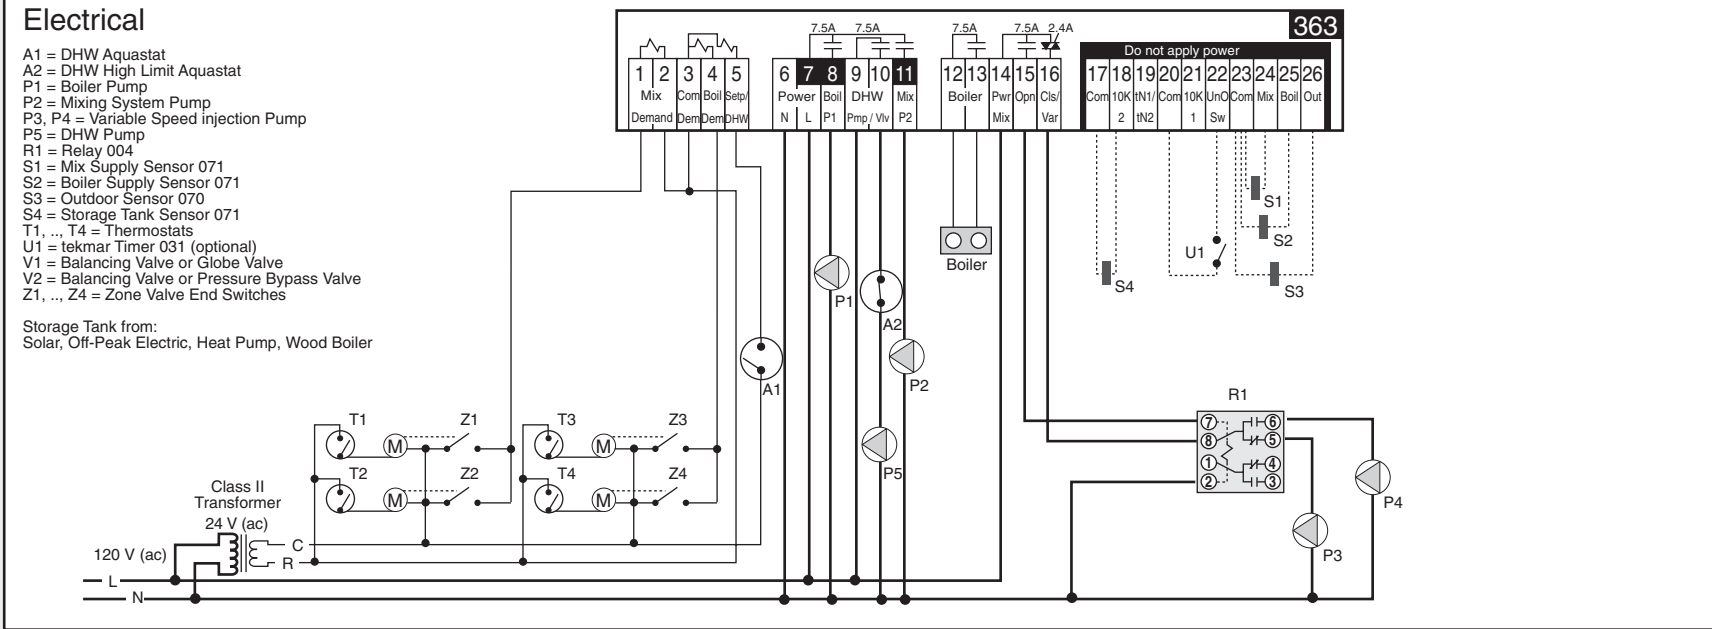 Electrical
A1 = DHW Aquastat
A2 = DHW High Limit Aquastat
P1 = Boiler Pump
P2 = Mixing System Pump
P3, P4 = Variable Speed injection Pump
P5 = DHW Pump
R1 = Relay 004
S1 = Mix Supply Sensor 071
S2 = Boiler Supply Sensor 071
S3 = Outdoor Sensor 070
S4 = Storage Tank Sensor 071
T1, .., T4 = Thermostats
U1 = tekmar Timer 031 (optional)
V1 = Balancing Valve or Globe Valve
V2 = Balancing Valve or Pressure Bypass Valve
Z1, .., Z4 = Zone Valve End Switches
Storage Tank from:
Solar, Off-Peak Electric, Heat Pump, Wood Boiler
363
7.5A 7.5A 7.5A 7.5A 2.4A
Do not apply power
1 2 3 4 5 6 7 8 9 10 11 12 13 14 15 16 17 18 19 20 21 22 23 24 25 26
Mix Com Boil Setp/ Power Boil DHW Mix Boiler Pwr Opn Cls/ Com 10K tN1/ Com 10K UnO Com Mix Boil Out
Demand Dem Dem DHW N L P1 Pmp / Vlv P2 Mix Var 2 tN2 1 Sw
S1
S2
U1
S3
S4
Boiler
P1
A2
P2
A1
P5
R1
7 6
8 5
1 4
2 3
P4
P3
T1 Z1 T3 Z3
M M
T2 Z2 T4 Z4
M M
Class II
Transformer
24 V (ac)
120 V (ac)
C
R
L
N